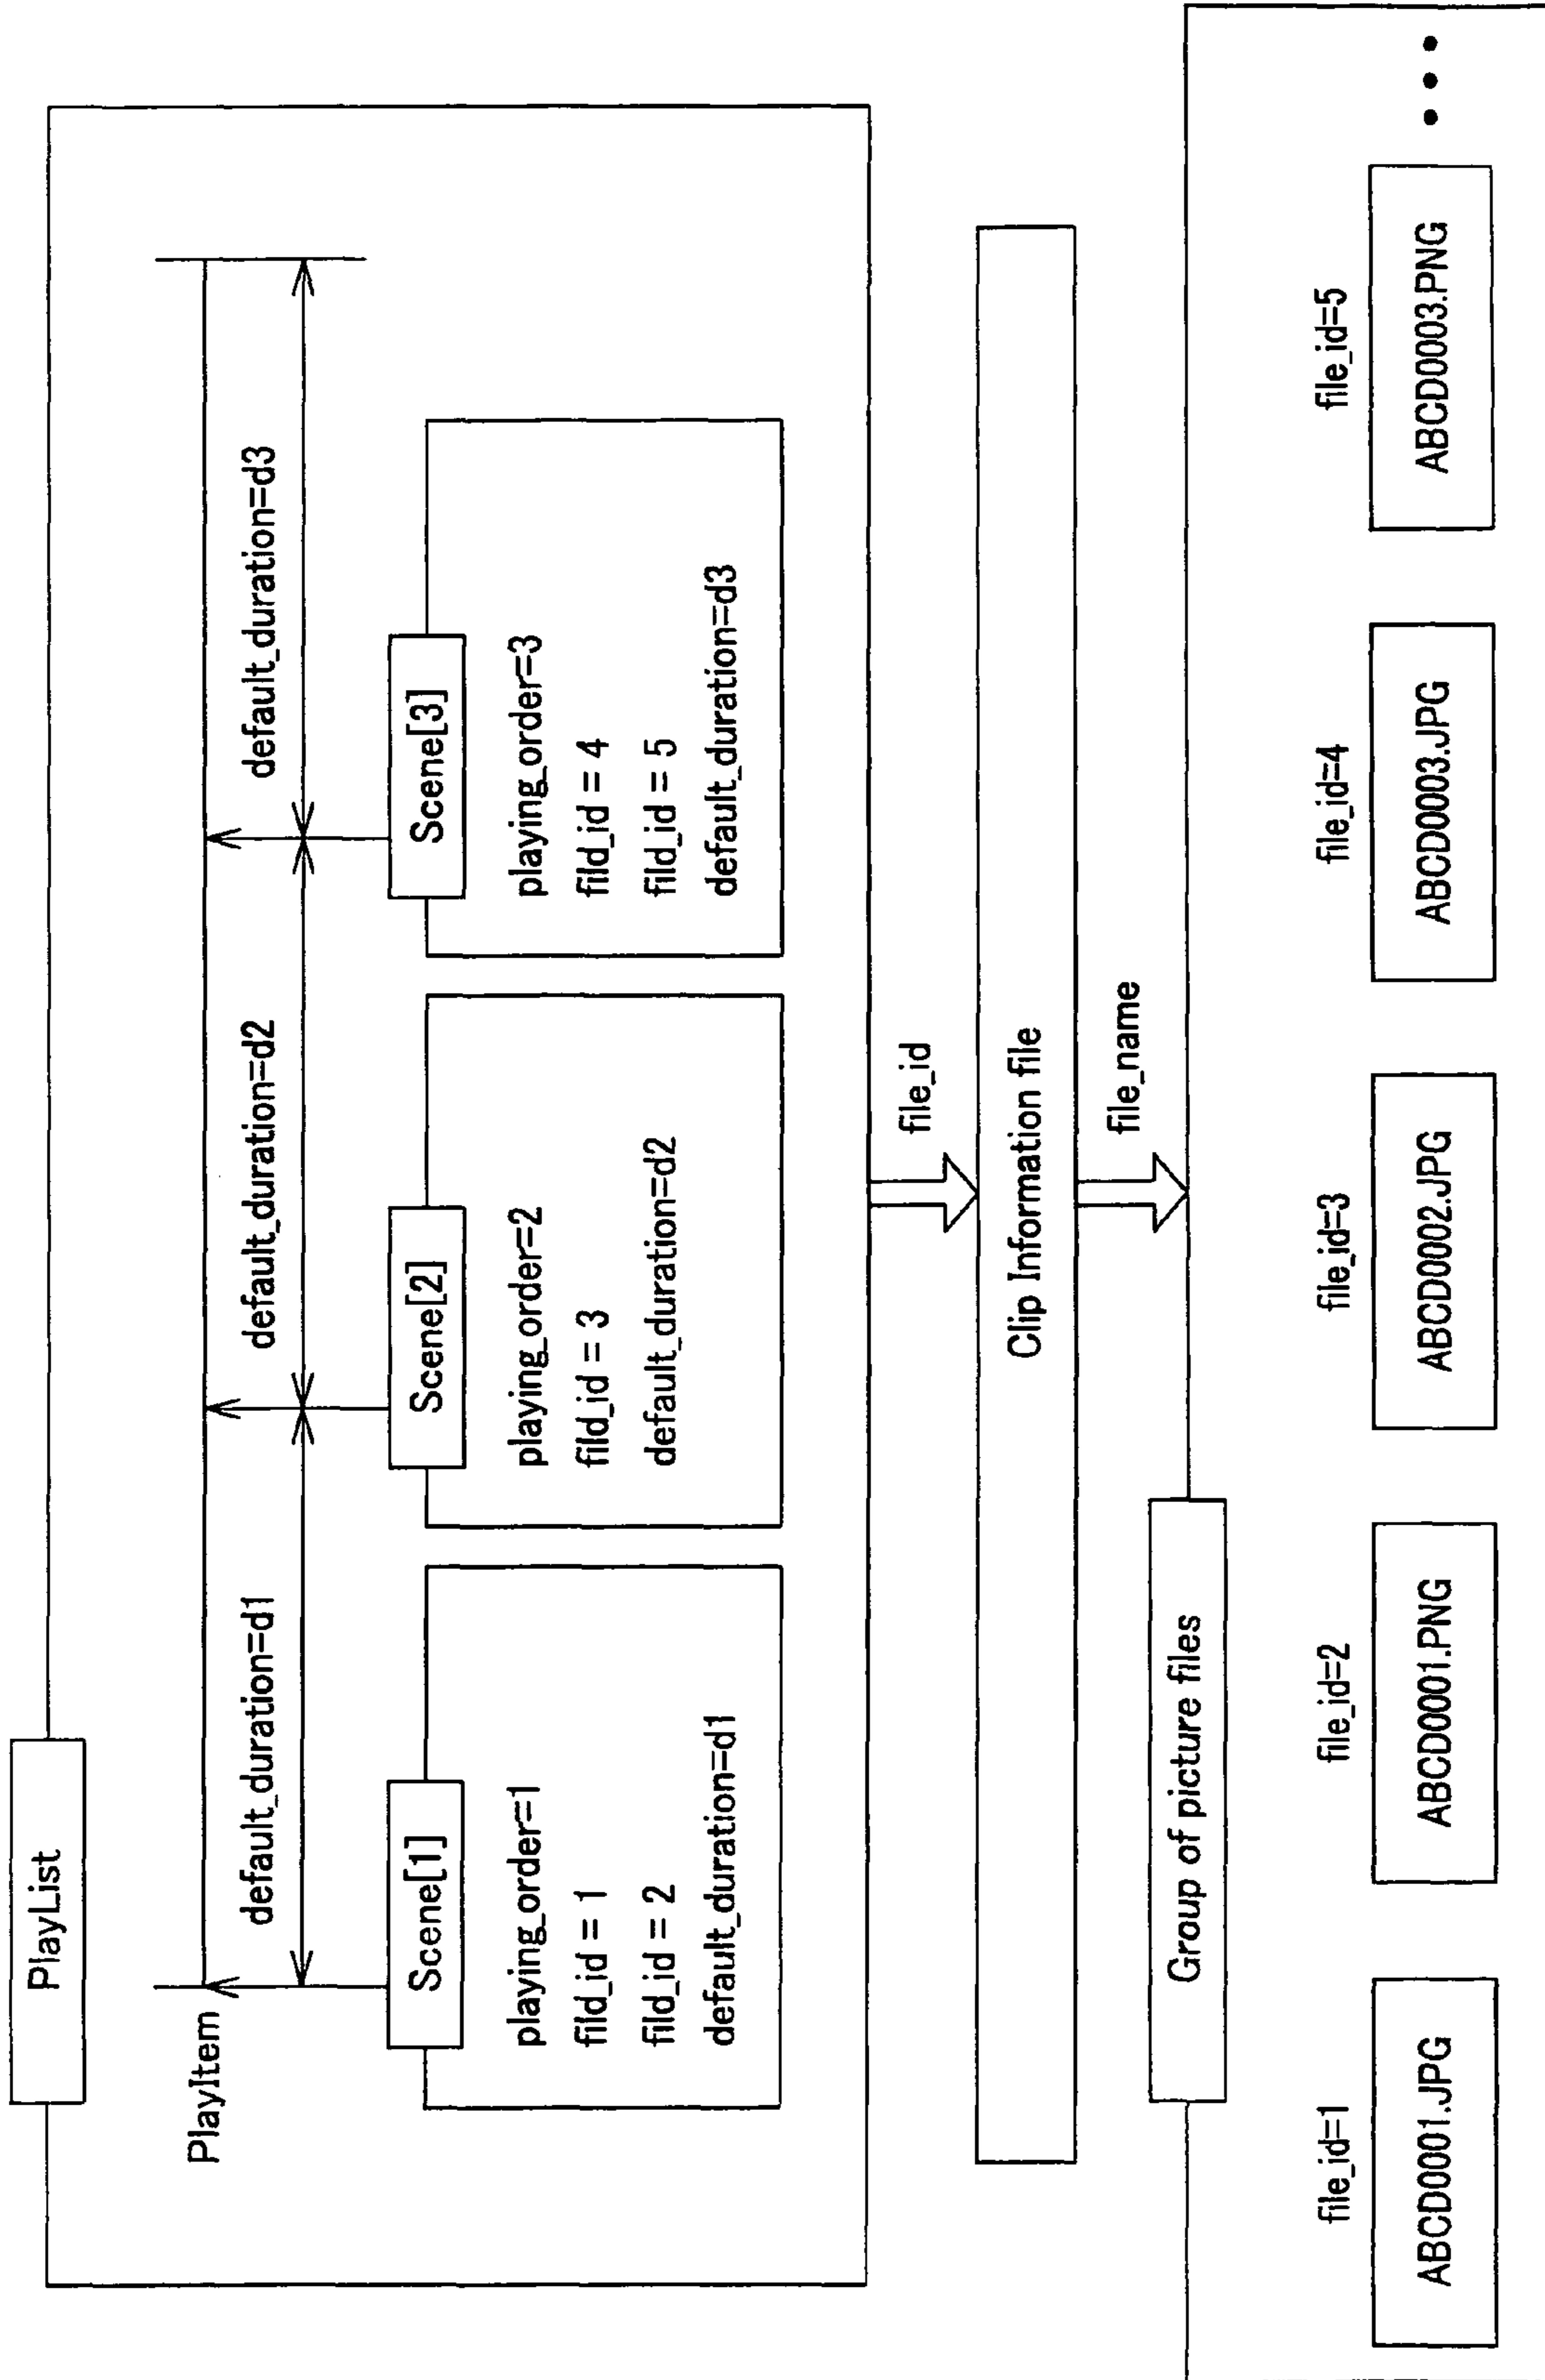 PlayList
PlayItem
default_duration=d1
default_duration=d2
default_duration=d3
Scene[1]
playing_order=1
fild_id = 1
fild_id = 2
default_duration=d1
Scene[2]
playing_order=2
fild_id = 3
default_duration=d2
Scene[3]
playing_order=3
fild_id = 4
fild_id = 5
default_duration=d3
file_id
Clip Information file
file_name
Group of picture files
file_id=1
ABCD0001.JPG
file_id=2
ABCD0001.PNG
file_id=3
ABCD0002.JPG
file_id=4
ABCD0003.JPG
file_id=5
ABCD0003.PNG
• • •